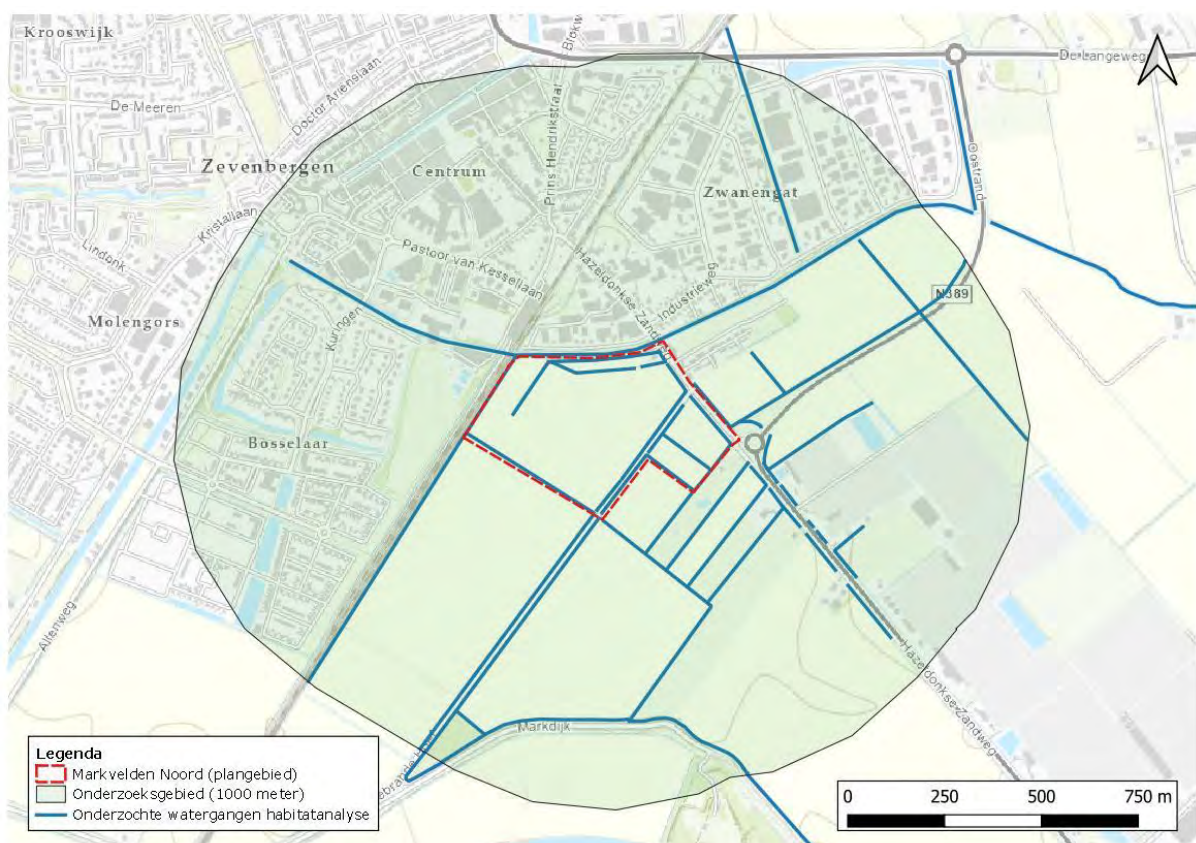 Krooswijk
De Langeweg
De Meeren
Doctor Ariënslaan
Zevenbergen
Centrum
Prins Hendrikstraat
Zwanengat
Oostrand
Kristallaan
Lindonk
Pastoor van Kessellaan
Hazeldonkse Zandweg
Industrieweg
N389
Molengors
Kuringen
Bosselaar
Markdijk
Hazeldonkse Zandweg
Legenda
Markvelden Noord (plangebied)
Onderzoeksgebied (1000 meter)
Onderzochte watergangen habitatanalyse
0 250 500 750 m